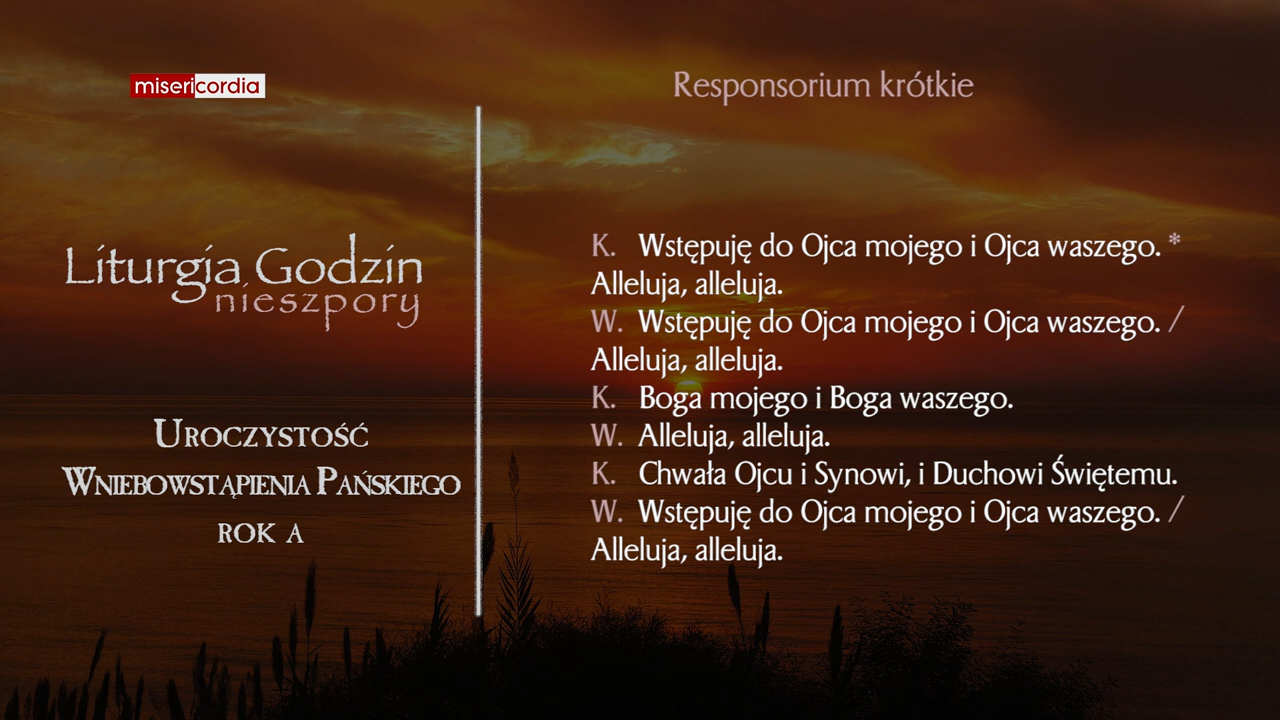 misericordia
Liturgia Godzin
nieszpory
Uroczystość
Wniebowstąpienia Pańskiego
rok a
Responsorium krótkie
K. Wstępuję do Ojca mojego i Ojca waszego. *
Alleluja, alleluja.
W. Wstępuję do Ojca mojego i Ojca waszego. /
Alleluja, alleluja.
K. Boga mojego i Boga waszego.
W. Alleluja, alleluja.
K. Chwała Ojcu i Synowi, i Duchowi Świętemu.
W. Wstępuję do Ojca mojego i Ojca waszego. /
Alleluja, alleluja.